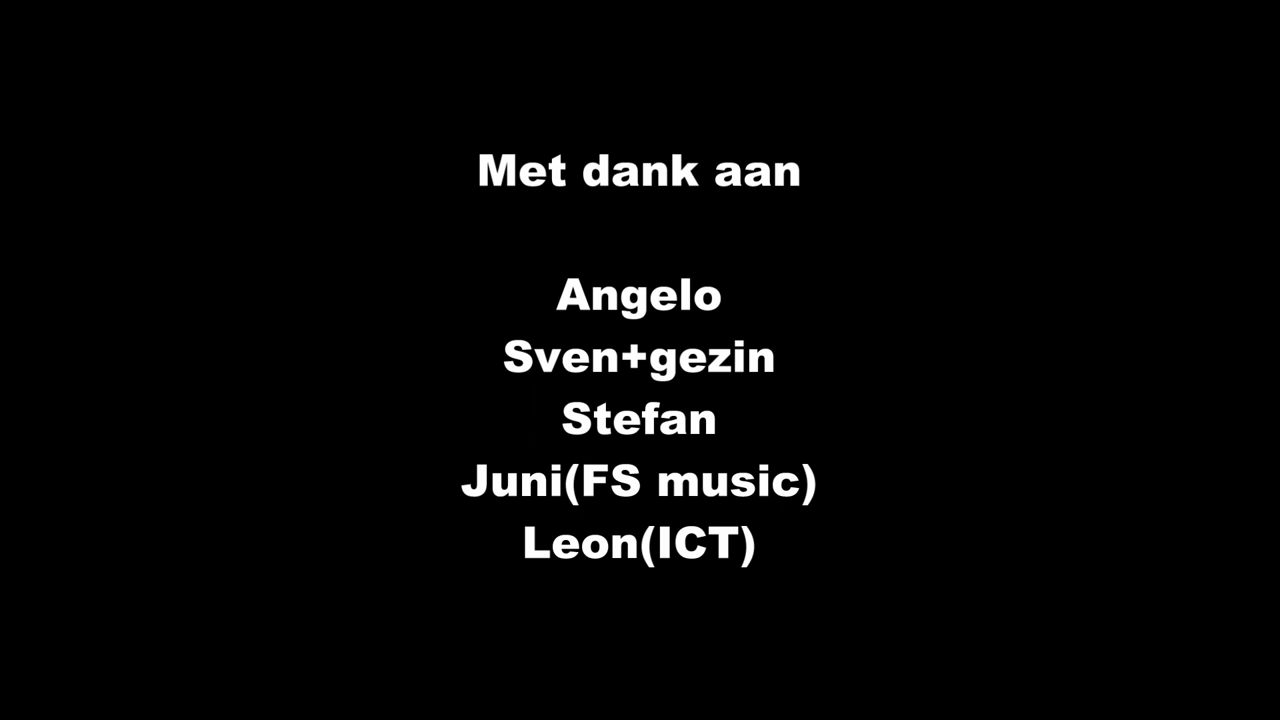 Met dank aan
Angelo
Sven+gezin
Stefan
Juni(FS music)
Leon(ICT)